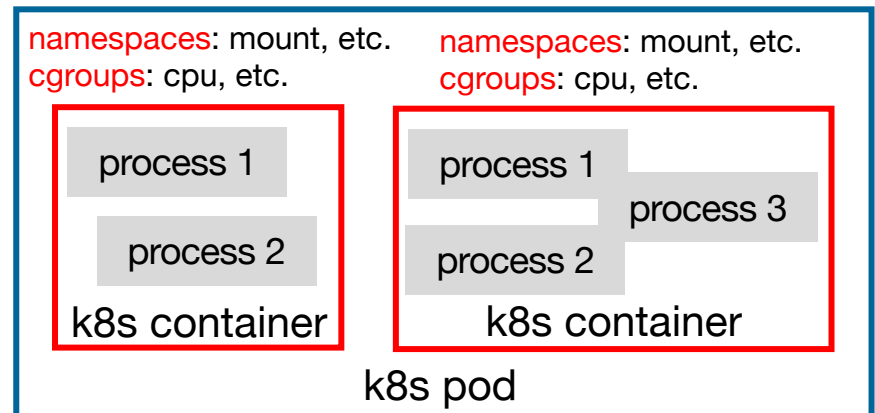 namespaces: mount, etc.
cgroups: cpu, etc.
process 1
process 2
k8s container
namespaces: mount, etc.
cgroups: cpu, etc.
process 1
process 3
process 2
k8s container
k8s pod